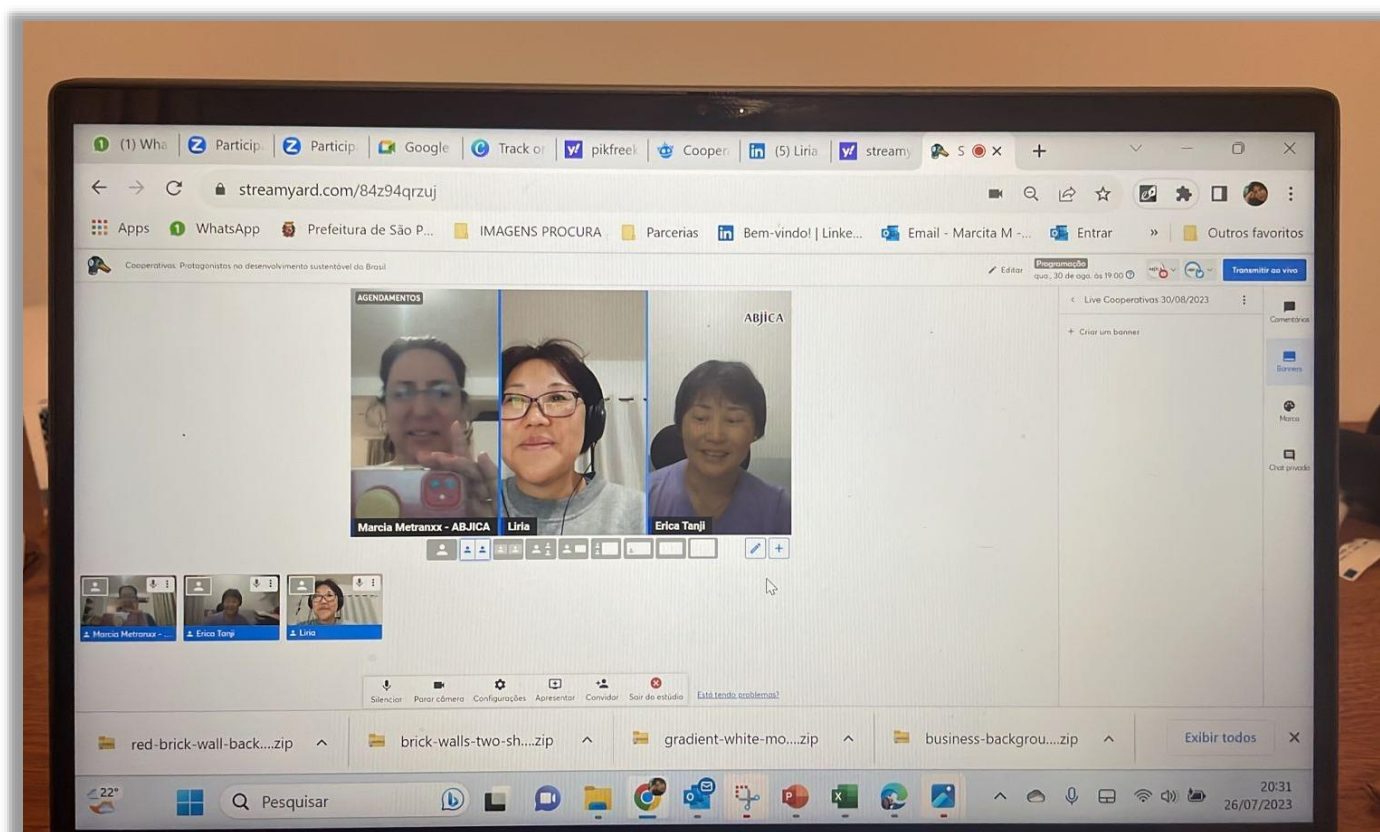 (1) Wha
Particip
Particip
Google
Track or
pikfreek
Cooper
(5) Liria
streamy
S
streamyard.com/84z94qrzuj
Apps
WhatsApp
Prefeitura de São P...
IMAGENS PROCURA
Parcerias
Bem-vindo! | Linke...
Email - Marcita M -...
Entrar
»
Outros favoritos
Cooperativas: Protagonistas no desenvolvimento sustentável do Brasil
Editar
Programação
qua., 30 de ago. às 19:00
Transmitir ao vivo
Live Cooperativas 30/08/2023
+ Criar um banner
Comentários
Banners
Marca
Chat privado
AGENDAMENTOS
ABJICA
Marcia Metranxx - ABJICA
Liria
Erica Tanji
Marcia Metranxx - ...
Erica Tanji
Liria
Silenciar
Parar câmera
Configurações
Apresentar
Convidar
Sair do estúdio
Está tendo problemas?
red-brick-wall-back....zip
brick-walls-two-sh....zip
gradient-white-mo....zip
business-backgrou....zip
Exibir todos
22°
Pesquisar
20:31
26/07/2023